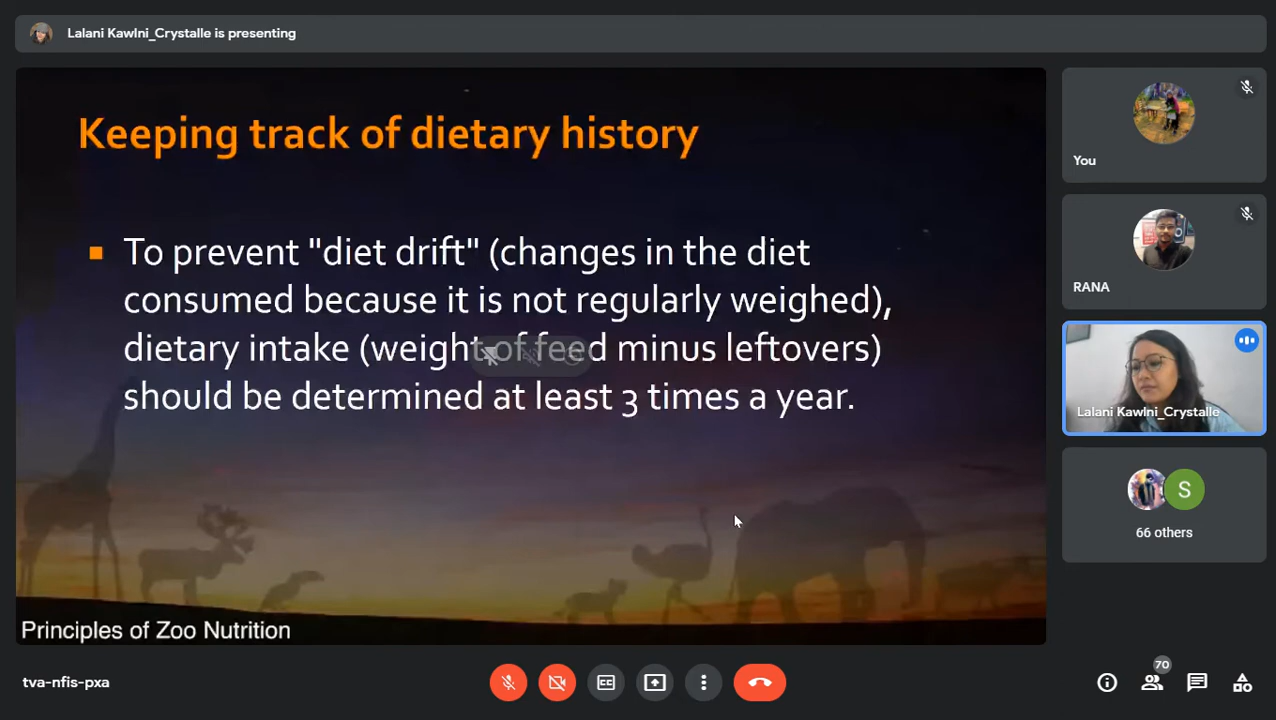 Lalani Kawlni_Crystalle is presenting
Keeping track of dietary history
To prevent "diet drift" (changes in the diet
consumed because it is not regularly weighed),
dietary intake (weight of feed minus leftovers)
should be determined at least 3 times a year.
Principles of Zoo Nutrition
You
RANA
Lalani Kawlni_Crystalle
S
66 others
tva-nfis-pxa
CC
70